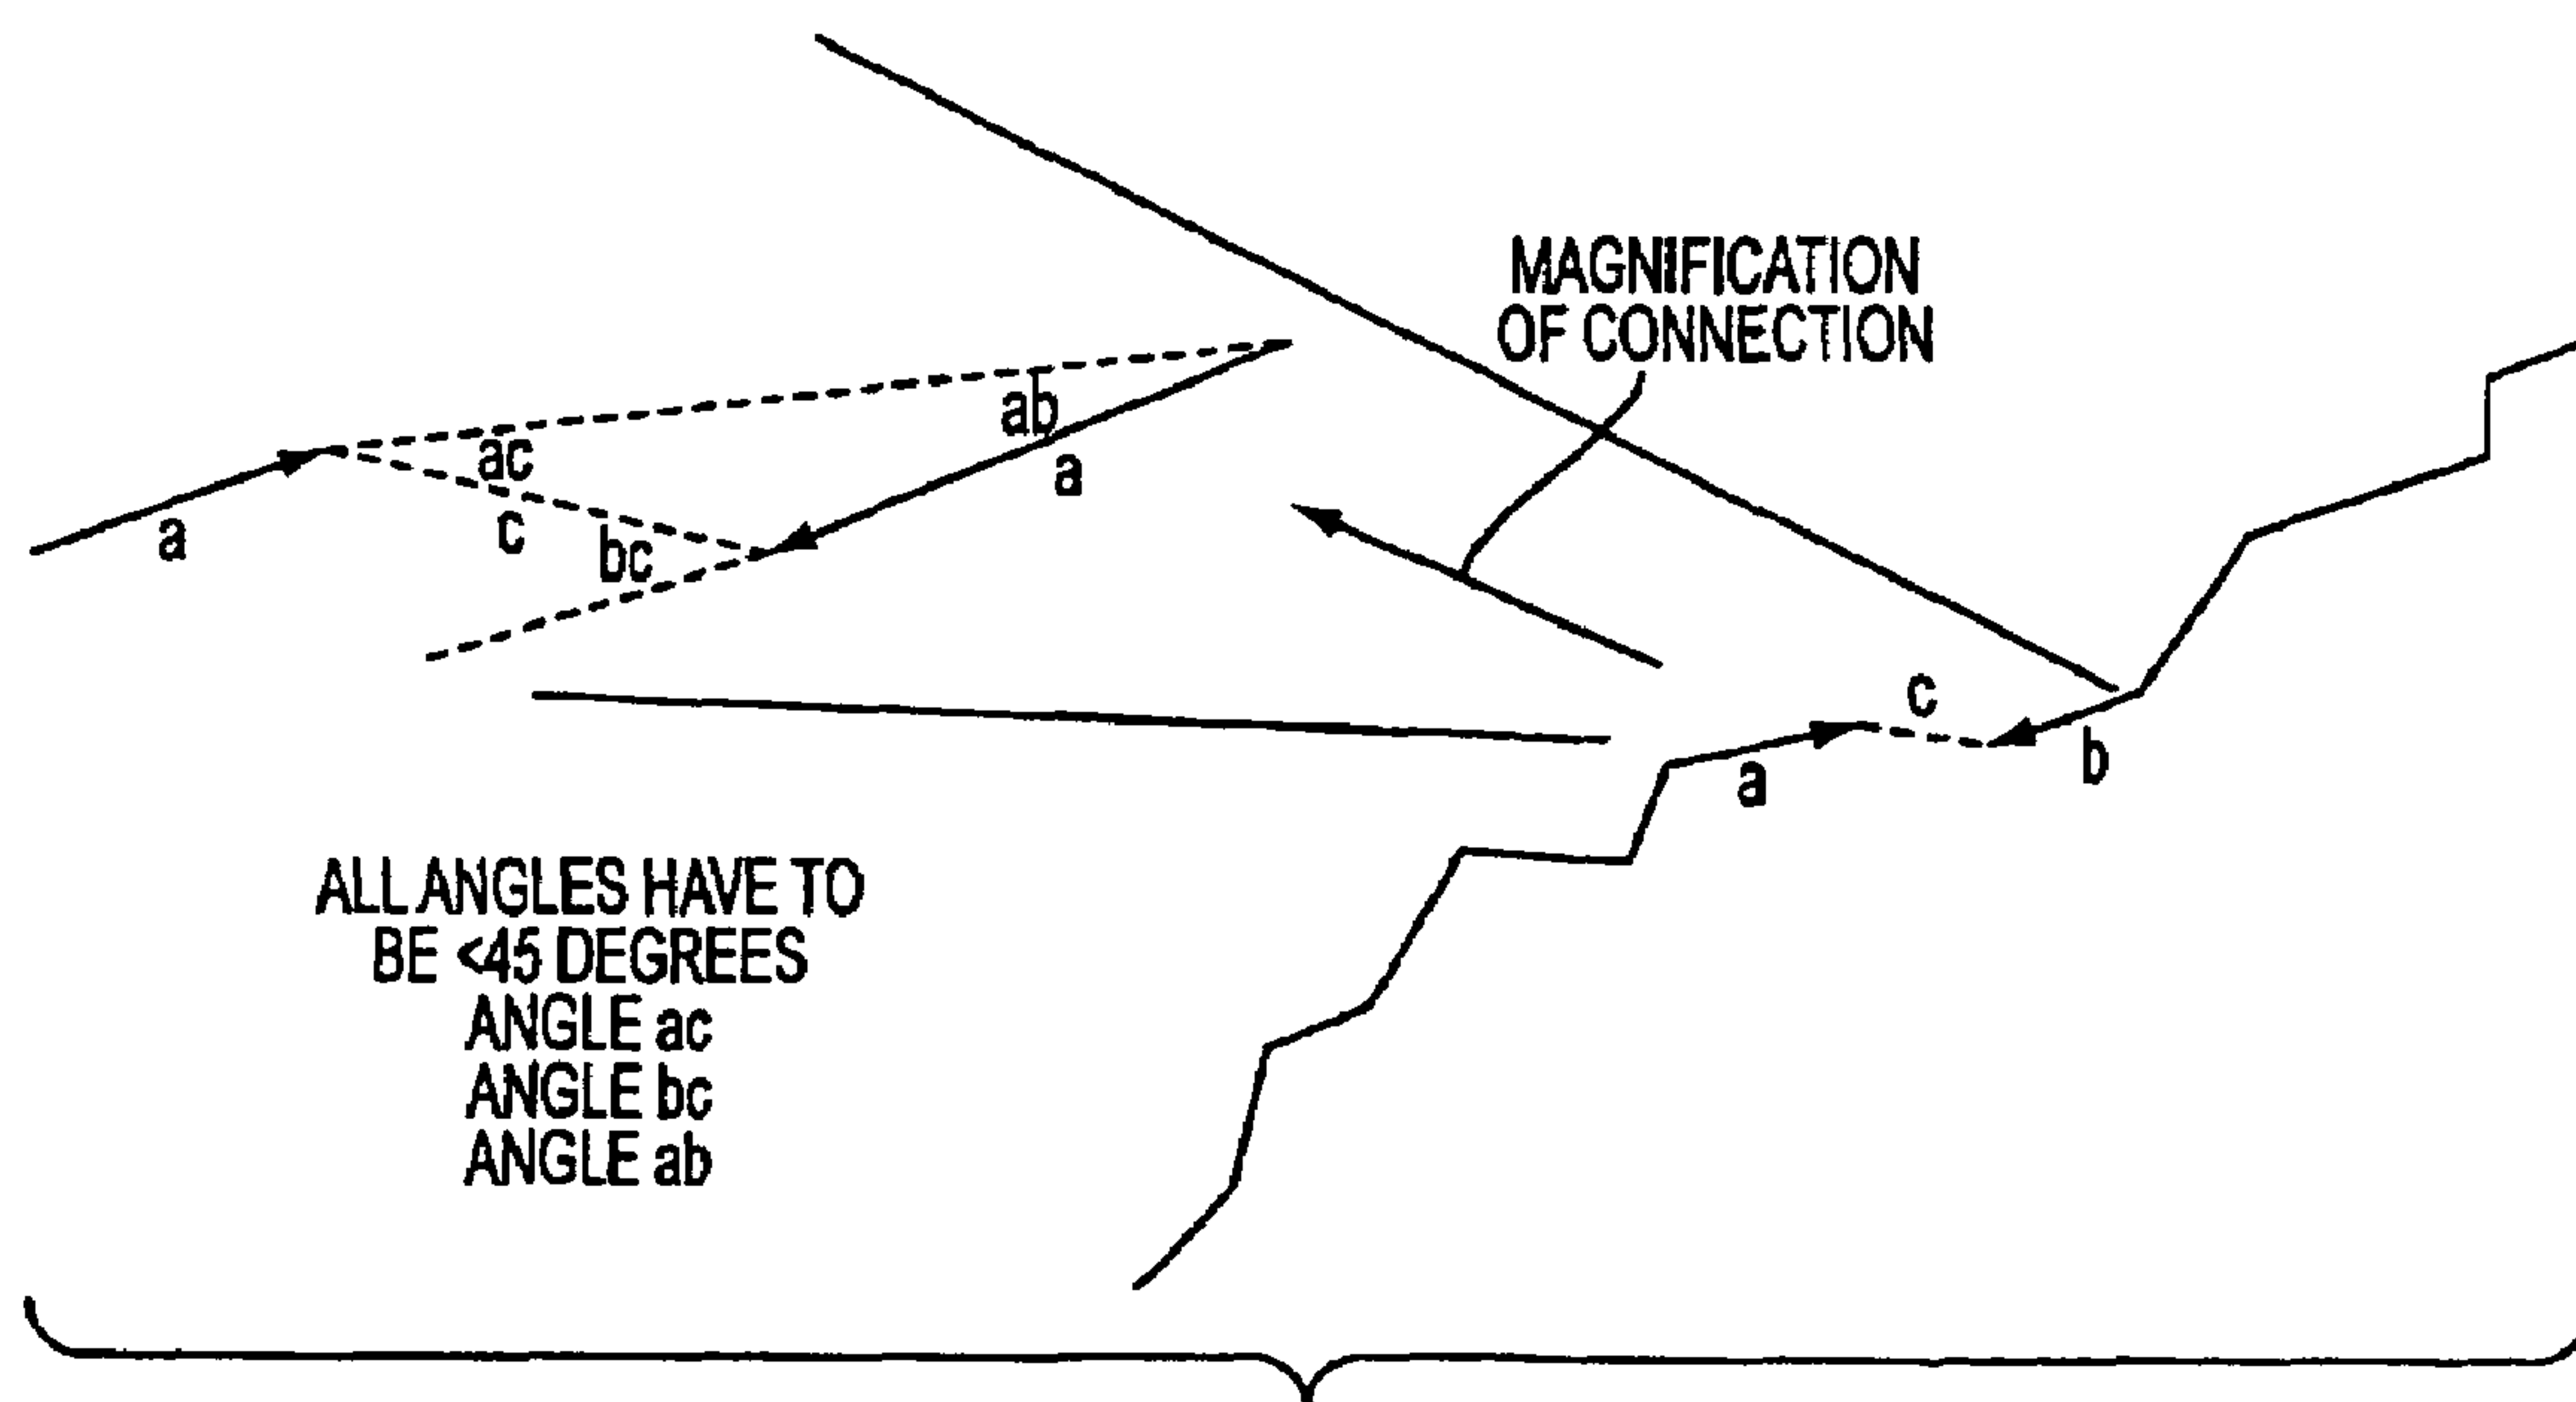 MAGNIFICATION
OF CONNECTION
ab
ac
a
a
c
bc
c
b
a
ALL ANGLES HAVE TO
BE <45 DEGREES
ANGLE ac
ANGLE bc
ANGLE ab